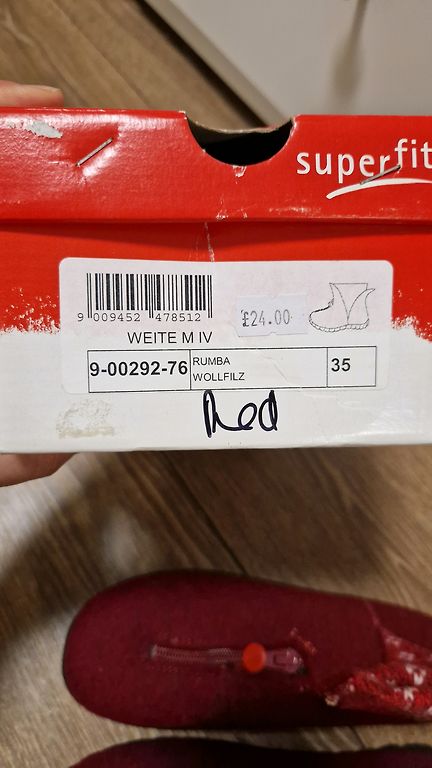 superfit
9 009452 478512
£24.00
WEITE M IV
9-00292-76
RUMBA
WOLLFILZ
35
Red